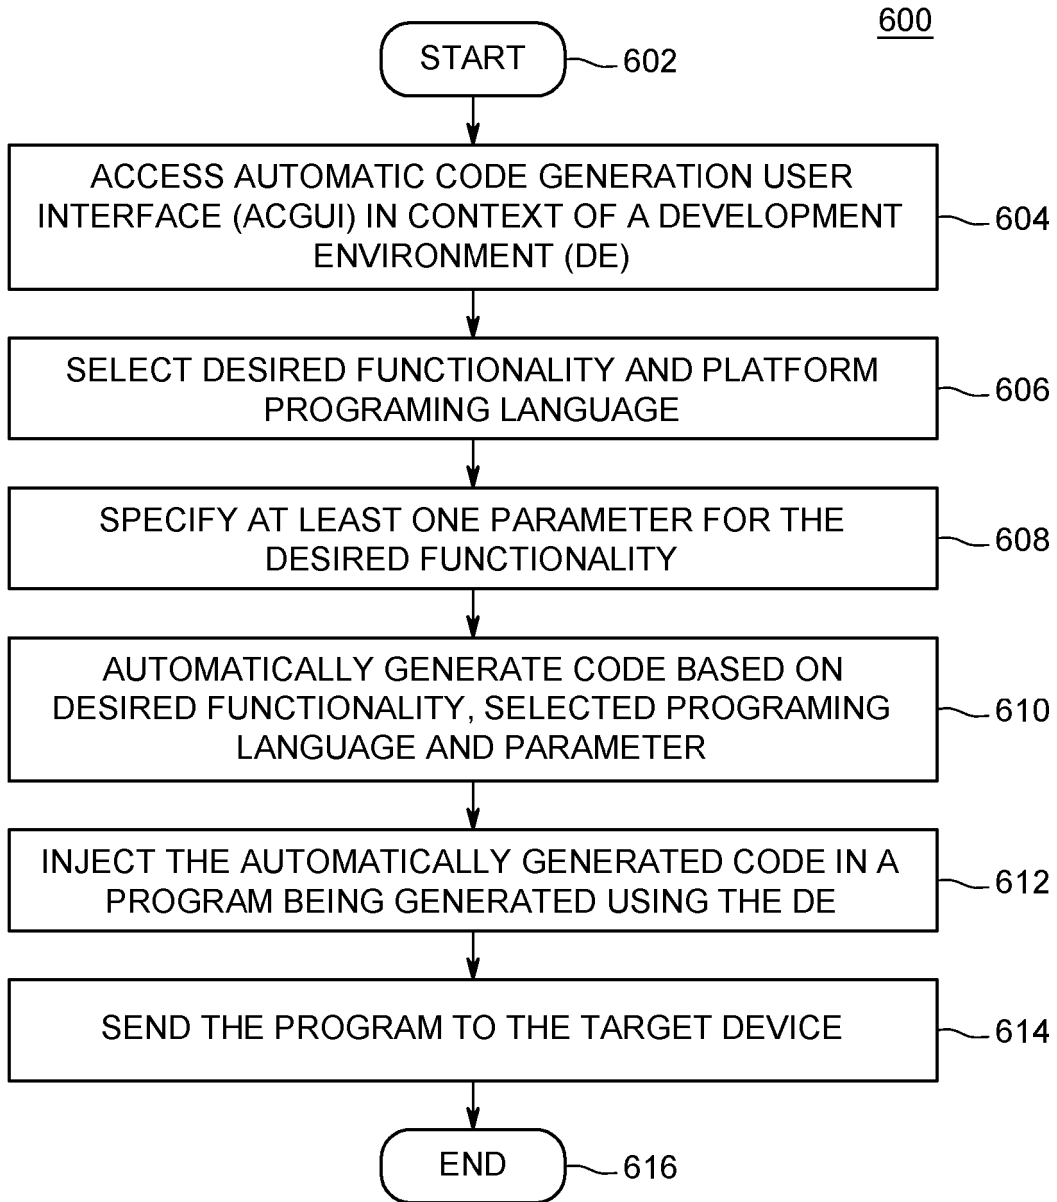 600
START
602
ACCESS AUTOMATIC CODE GENERATION USER
INTERFACE (ACGUI) IN CONTEXT OF A DEVELOPMENT
ENVIRONMENT (DE)
604
SELECT DESIRED FUNCTIONALITY AND PLATFORM
PROGRAMING LANGUAGE
606
SPECIFY AT LEAST ONE PARAMETER FOR THE
DESIRED FUNCTIONALITY
608
AUTOMATICALLY GENERATE CODE BASED ON
DESIRED FUNCTIONALITY, SELECTED PROGRAMING
LANGUAGE AND PARAMETER
610
INJECT THE AUTOMATICALLY GENERATED CODE IN A
PROGRAM BEING GENERATED USING THE DE
612
SEND THE PROGRAM TO THE TARGET DEVICE
614
END
616